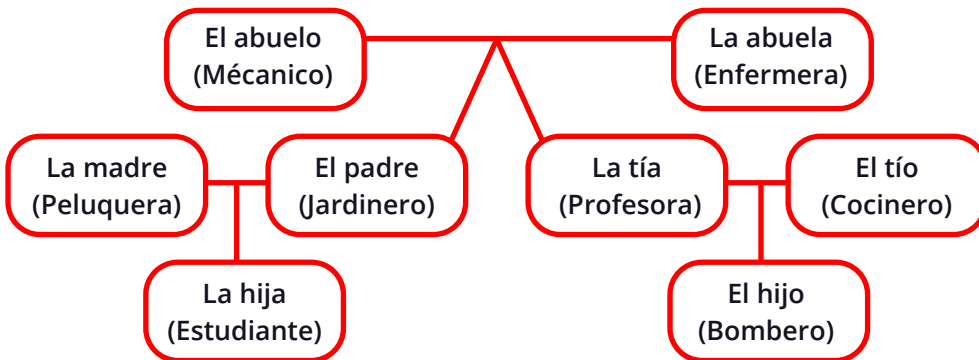 El abuelo
(Mécanico)
La abuela
(Enfermera)
La madre
(Peluquera)
El padre
(Jardinero)
La tía
(Profesora)
El tío
(Cocinero)
La hija
(Estudiante)
El hijo
(Bombero)